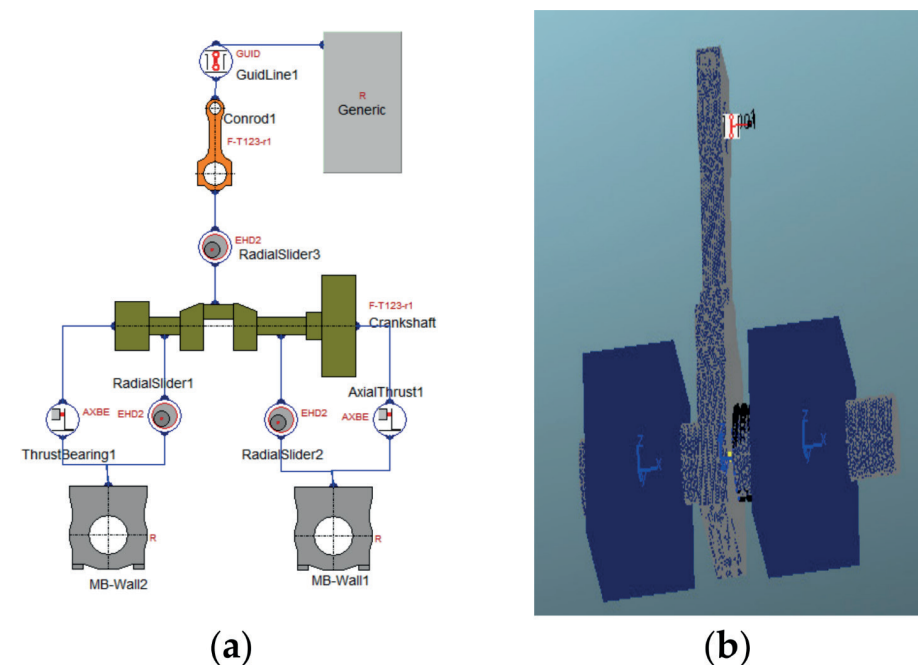 GUID
GuidLine1
R
Generic
Conrod1
F-T123-r1
EHD2
RadialSlider3
F-T123-r1
Crankshaft
RadialSlider1
AxialThrust1
AXBE
EHD2
EHD2
AXBE
ThrustBearing1
RadialSlider2
R
R
MB-Wall2
MB-Wall1
Z
X
Z
X
(a)
(b)